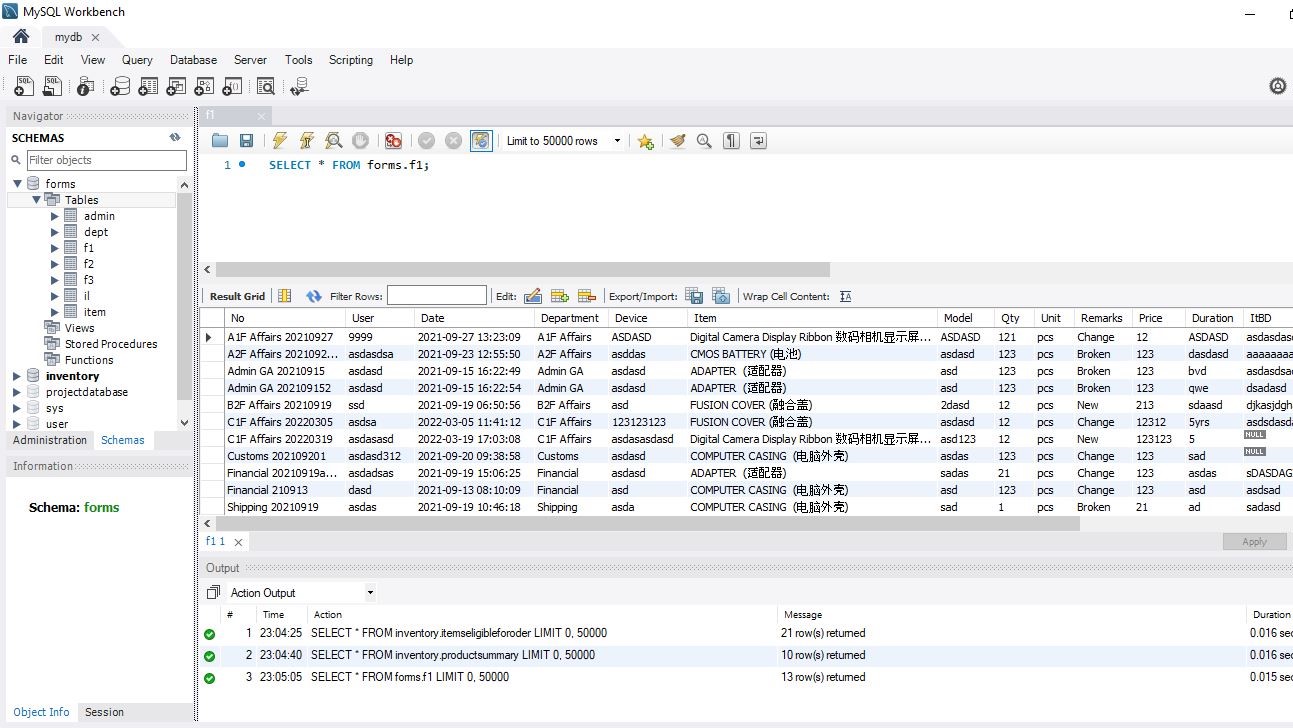 MySQL Workbench
mydb
File Edit View Query Database Server Tools Scripting Help
Navigator
SCHEMAS
Filter objects
forms
Tables
admin
dept
f1
f2
f3
il
item
Views
Stored Procedures
Functions
inventory
projectdatabase
sys
user
Administration Schemas
Information
Schema: forms
Object Info Session
f1
Limit to 50000 rows
1 SELECT * FROM forms.f1;
Result Grid Filter Rows: Edit: Export/Import: Wrap Cell Content:
No User Date Department Device Item Model Qty Unit Remarks Price Duration ItBD
A1F Affairs 20210927 9999 2021-09-27 13:23:09 A1F Affairs ASDASD Digital Camera Display Ribbon 数码相机显示屏... ASDASD 121 pcs Change 12 ASDASD asdasdas
A2F Affairs 2021092... asdasdsa 2021-09-23 12:55:50 A2F Affairs asddas CMOS BATTERY (电池) asdasd 123 pcs Broken 123 dasdasd aaaaaaaa
Admin GA 20210915 asdasd 2021-09-15 16:22:49 Admin GA asdasd ADAPTER (适配器) asd 123 pcs Broken 123 bvd asdasdsa
Admin GA 202109152 asdasd 2021-09-15 16:22:54 Admin GA asdasd ADAPTER (适配器) asd 123 pcs Broken 123 qwe dsadasd
B2F Affairs 20210919 ssd 2021-09-19 06:50:56 B2F Affairs asd FUSION COVER (融合盖) 2dasd 12 pcs New 213 sdaasd djkasjdgh
C1F Affairs 20220305 asdsa 2022-03-05 11:41:12 C1F Affairs 123123123 FUSION COVER (融合盖) asd 12 pcs Change 12312 5yrs asdsdasda
C1F Affairs 20220319 asdasasd 2022-03-19 17:03:08 C1F Affairs asdasasdasd Digital Camera Display Ribbon 数码相机显示屏... asd123 12 pcs New 123123 5 NULL
Customs 202109201 asdasd312 2021-09-20 09:38:58 Customs asdasd COMPUTER CASING (电脑外壳) asdas 123 pcs Change 123 sad NULL
Financial 20210919a... asdadsas 2021-09-19 15:06:25 Financial asdasd ADAPTER (适配器) sadas 21 pcs Change 123 asdas sDASDAG
Financial 210913 dasd 2021-09-13 08:10:09 Financial asd COMPUTER CASING (电脑外壳) asd 123 pcs Change 123 asd asdsad
Shipping 20210919 asdas 2021-09-19 10:46:18 Shipping asda COMPUTER CASING (电脑外壳) sad 1 pcs Broken 21 ad sadasd
f1 1
Apply
Output
Action Output
# Time Action Message Duration
1 23:04:25 SELECT * FROM inventory.itemseligibleforoder LIMIT 0, 50000 21 row(s) returned 0.016 sec
2 23:04:40 SELECT * FROM inventory.productsummary LIMIT 0, 50000 10 row(s) returned 0.016 sec
3 23:05:05 SELECT * FROM forms.f1 LIMIT 0, 50000 13 row(s) returned 0.015 sec